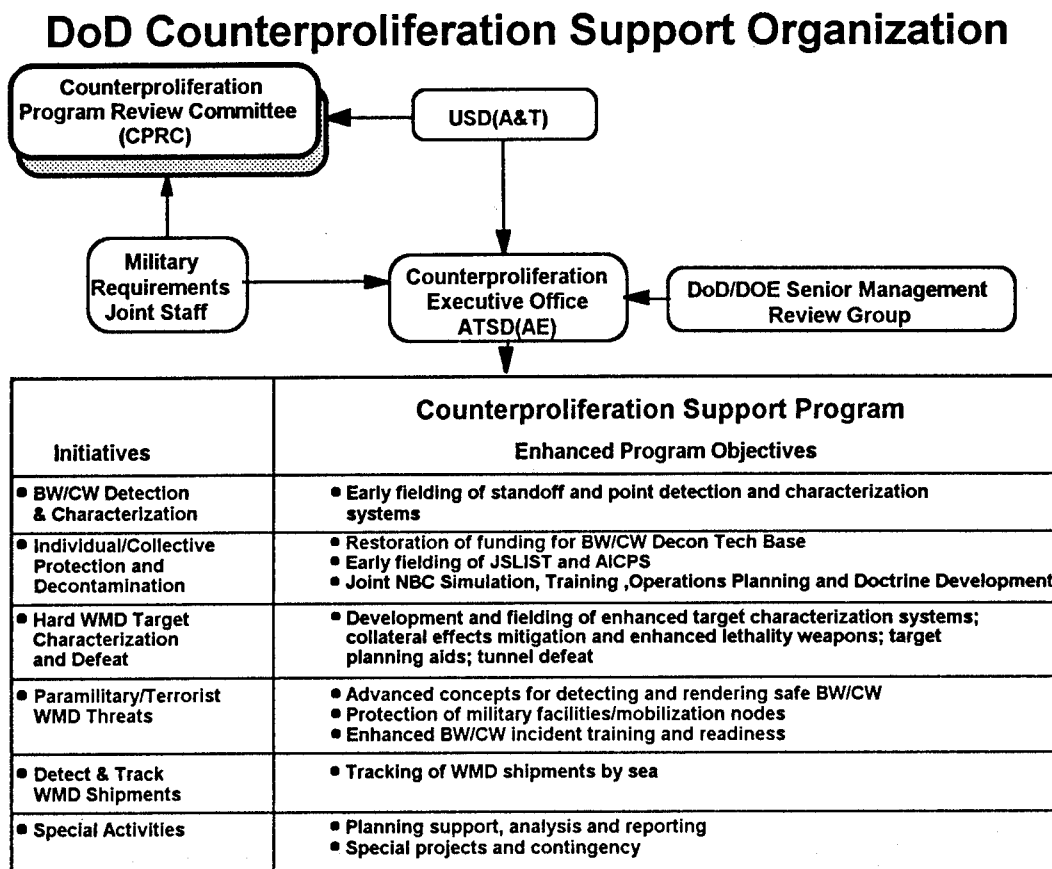 DoD Counterproliferation Support Organization
Counterproliferation
Program Review Committee
(CPRC)
USD(A&T)
Military
Requirements
Joint Staff
Counterproliferation
Executive Office
ATSD(AE)
DoD/DOE Senior Management
Review Group
Counterproliferation Support Program
Initiatives
Enhanced Program Objectives
• BW/CW Detection
& Characterization
• Early fielding of standoff and point detection and characterization
systems
• Individual/Collective
Protection and
Decontamination
• Restoration of funding for BW/CW Decon Tech Base
• Early fielding of JSLIST and AICPS
• Joint NBC Simulation, Training ,Operations Planning and Doctrine Development
• Hard WMD Target
Characterization
and Defeat
• Development and fielding of enhanced target characterization systems;
collateral effects mitigation and enhanced lethality weapons; target
planning aids; tunnel defeat
• Paramilitary/Terrorist
WMD Threats
• Advanced concepts for detecting and rendering safe BW/CW
• Protection of military facilities/mobilization nodes
• Enhanced BW/CW incident training and readiness
• Detect & Track
WMD Shipments
• Tracking of WMD shipments by sea
• Special Activities
• Planning support, analysis and reporting
• Special projects and contingency